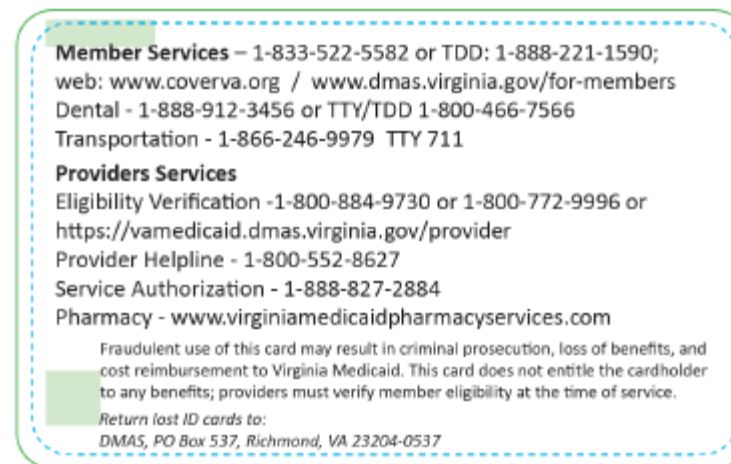 Member Services – 1-833-522-5582 or TDD: 1-888-221-1590;
web: www.coverva.org / www.dmas.virginia.gov/for-members
Dental - 1-888-912-3456 or TTY/TDD 1-800-466-7566
Transportation - 1-866-246-9979 TTY 711
Providers Services
Eligibility Verification -1-800-884-9730 or 1-800-772-9996 or
https://vamedicaid.dmas.virginia.gov/provider
Provider Helpline - 1-800-552-8627
Service Authorization - 1-888-827-2884
Pharmacy - www.virginiamedicaidpharmacyservices.com
Fraudulent use of this card may result in criminal prosecution, loss of benefits, and
cost reimbursement to Virginia Medicaid. This card does not entitle the cardholder
to any benefits; providers must verify member eligibility at the time of service.
Return lost ID cards to:
DMAS, PO Box 537, Richmond, VA 23204-0537